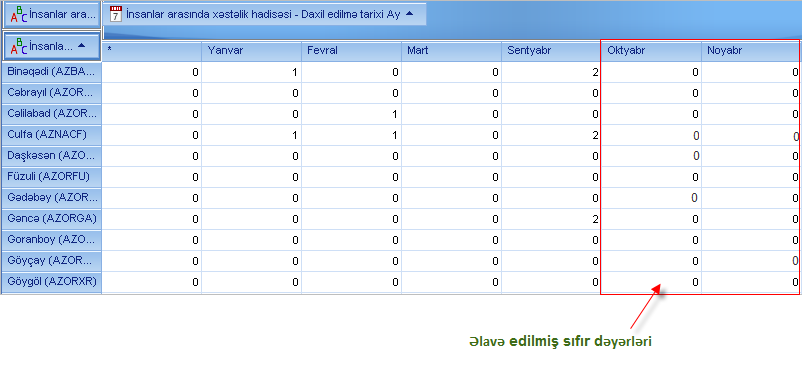 İnsanlar ara... İnsanlar arasında xəstəlik hadisəsi - Daxil edilmə tarixi Ay
İnsanla...
* Yanvar Fevral Mart Sentyabr Oktyabr Noyabr
Binəqədi (AZBA... 0 1 0 0 2 0 0
Cəbrayıl (AZOR... 0 0 0 0 0 0 0
Cəlilabad (AZOR... 0 0 1 0 0 0 0
Culfa (AZNACF) 0 1 1 0 2 0 0
Daşkəsən (AZO... 0 0 0 0 0 0 0
Füzuli (AZORFU) 0 0 0 0 0 0 0
Gədəbəy (AZOR... 0 0 0 0 0 0 0
Gəncə (AZORGA) 0 0 0 0 2 0 0
Goranboy (AZO... 0 0 0 0 0 0 0
Göyçay (AZOR... 0 0 0 0 0 0 0
Göygöl (AZORXR) 0 0 0 0 0 0 0
Əlavə edilmiş sıfır dəyərləri